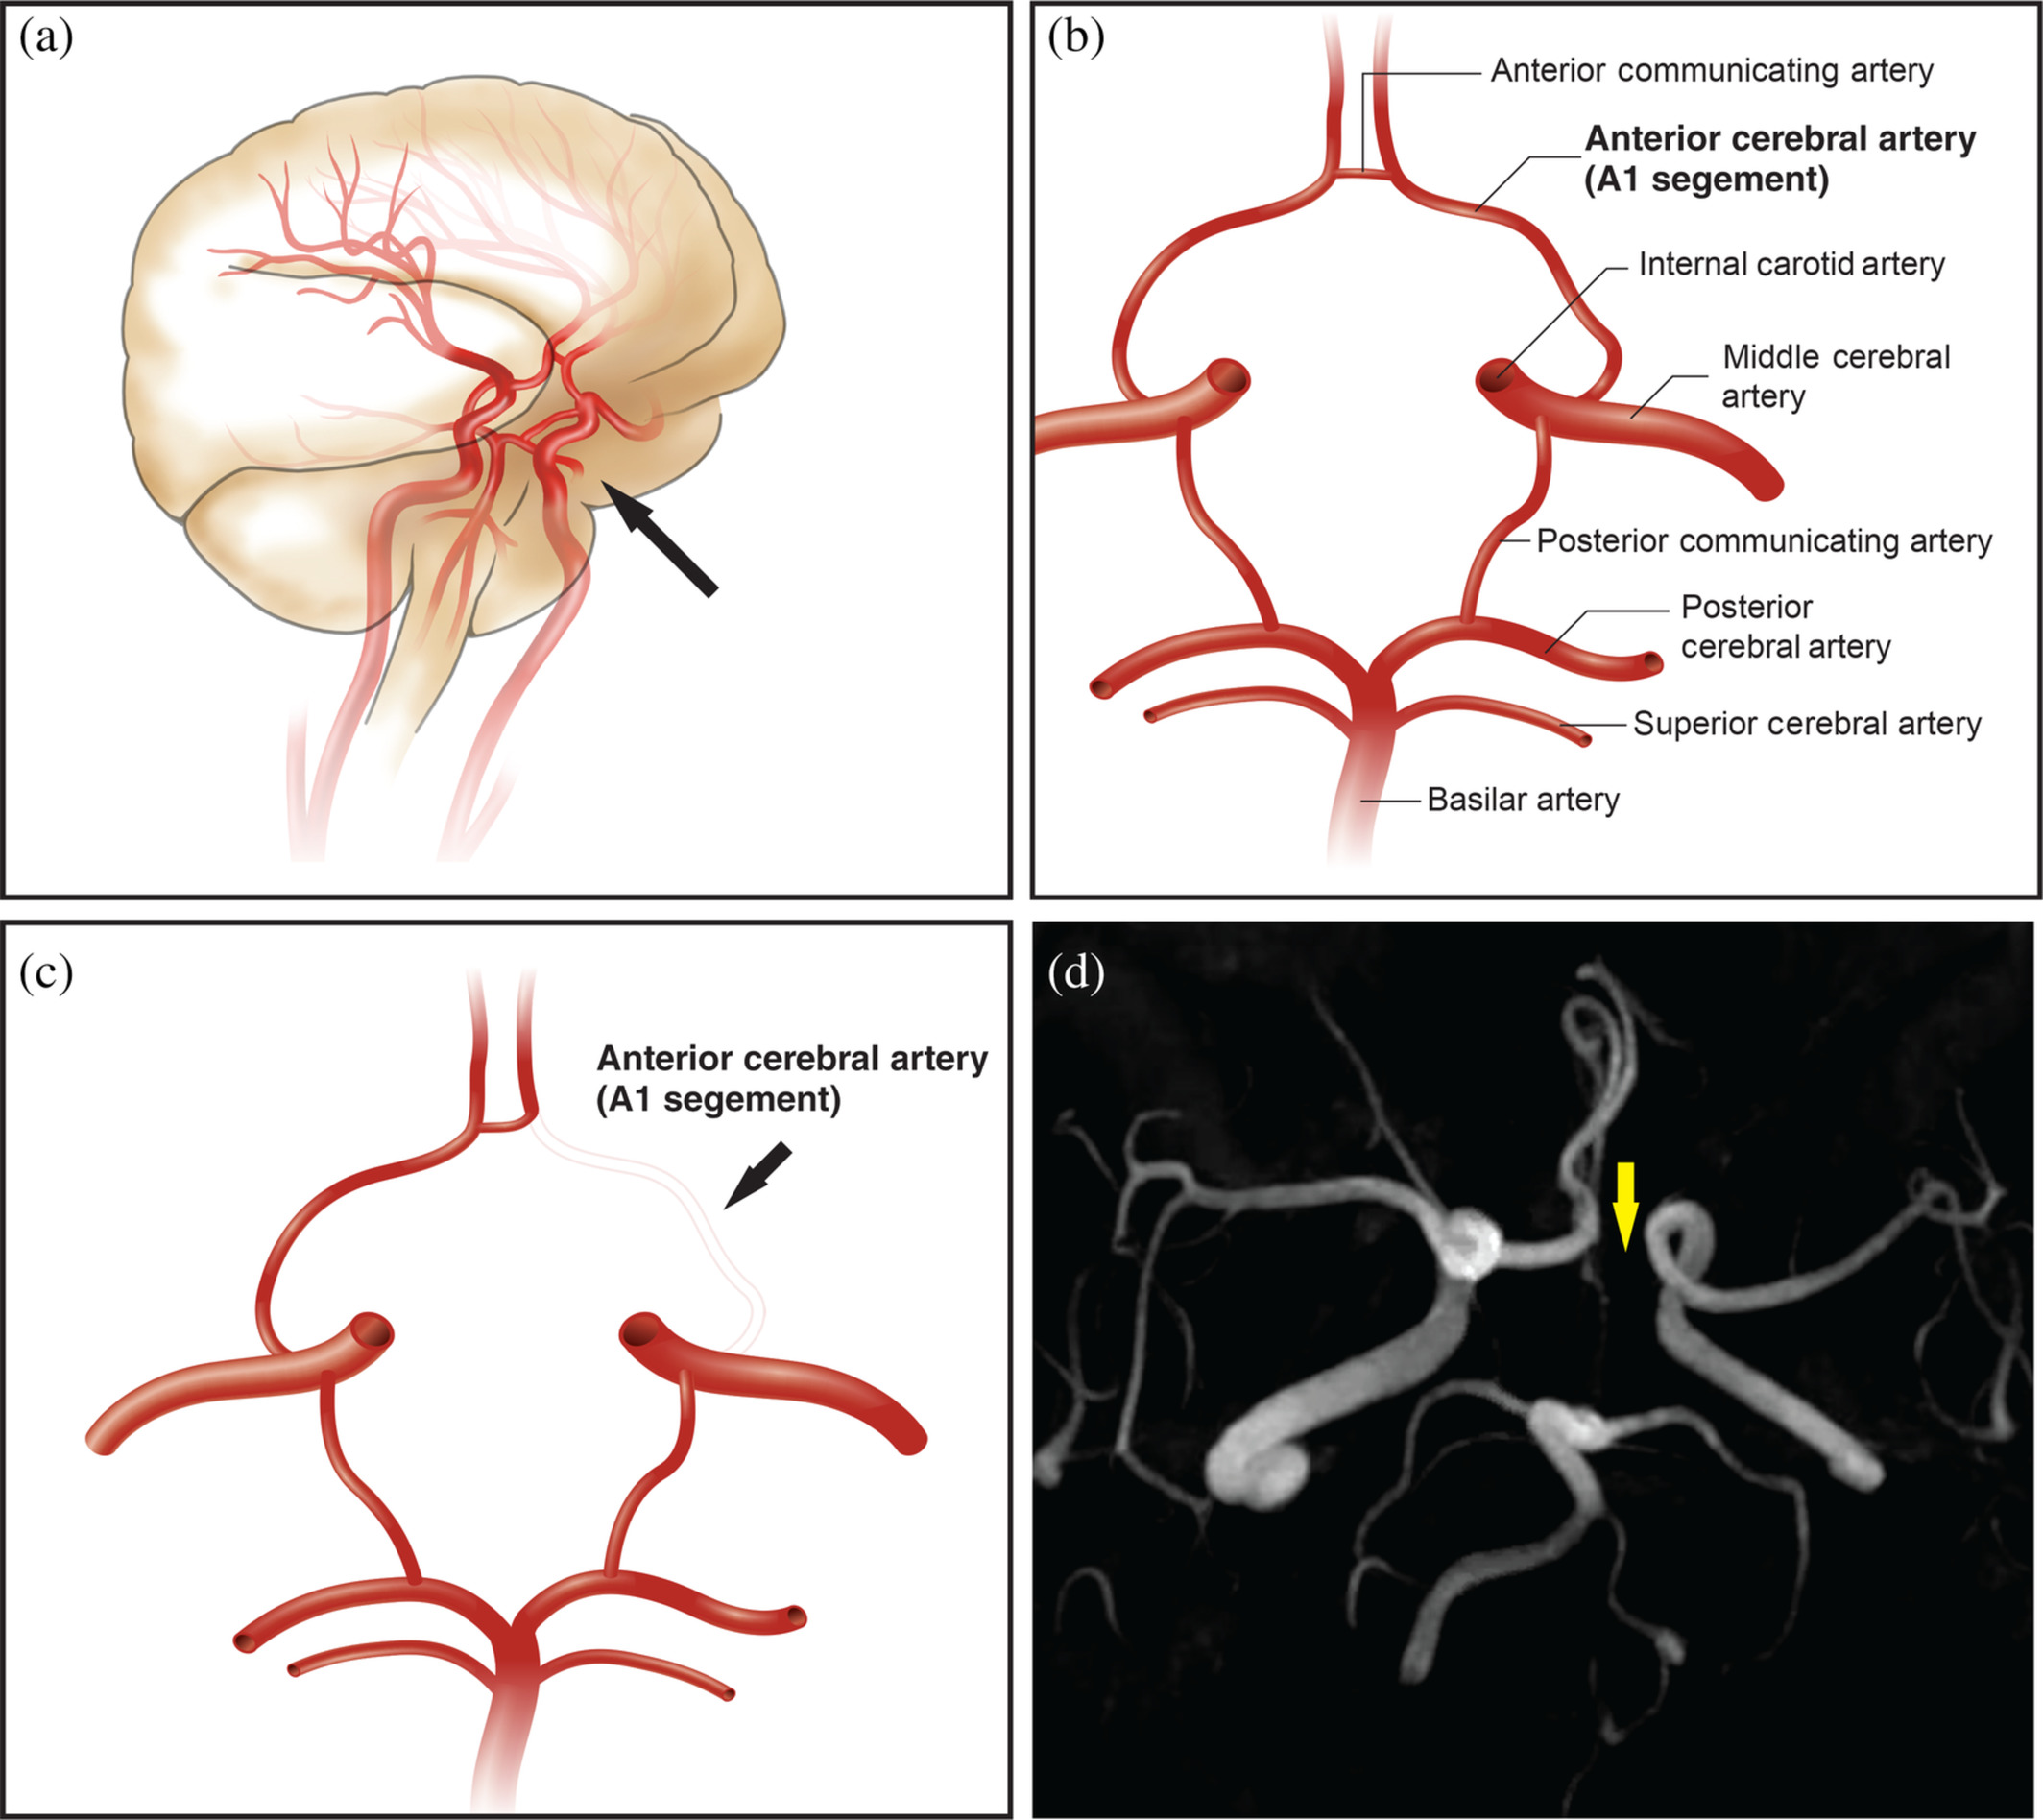 (a)
(b)
Anterior communicating artery
Anterior cerebral artery
(A1 segement)
Internal carotid artery
Middle cerebral
artery
Posterior communicating artery
Posterior
cerebral artery
Superior cerebral artery
Basilar artery
(c)
Anterior cerebral artery
(A1 segement)
(d)